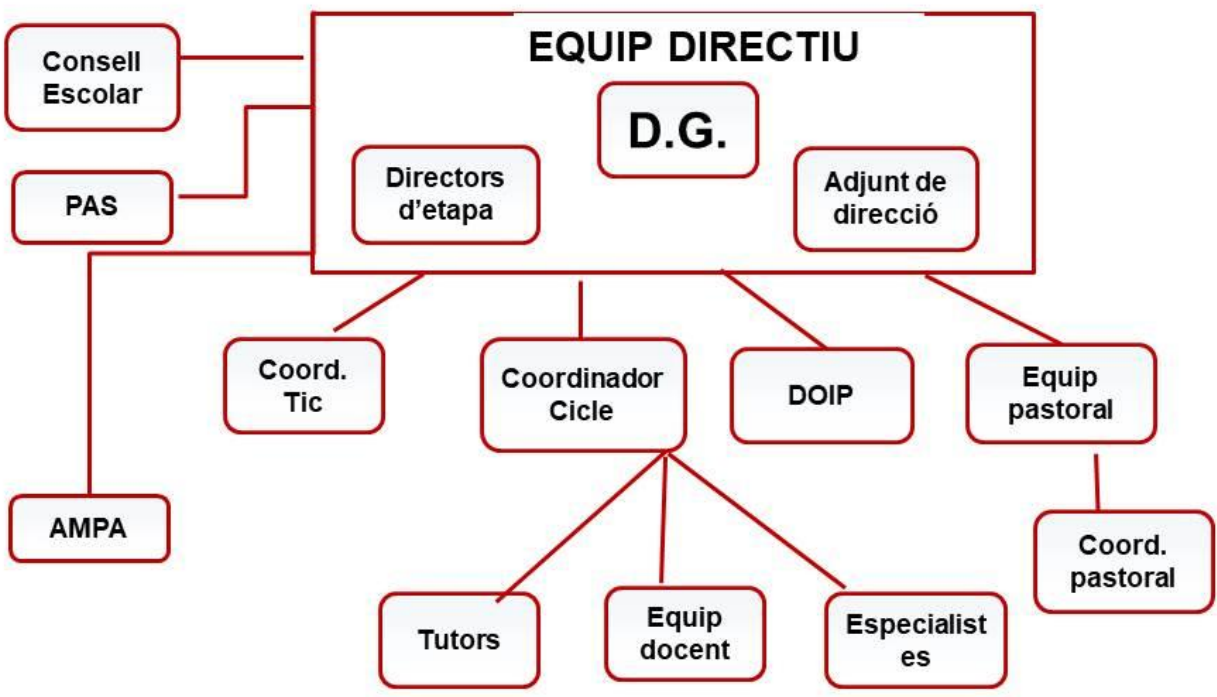 EQUIP DIRECTIU
Consell
Escolar
D.G.
Directors
d’etapa
Adjunt de
direcció
PAS
Coord.
Tic
Coordinador
Cicle
DOIP
Equip
pastoral
AMPA
Coord.
pastoral
Tutors
Equip
docent
Especialist
es